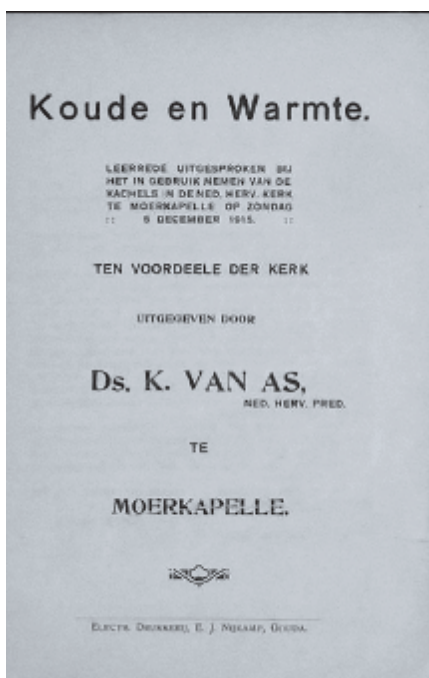 Koude en Warmte.
LEERREDE UITGESPROKEN BIJ
HET IN GEBRUIK NEMEN VAN DE
KACHELS IN DE NED. HERV. KERK
TE MOERKAPELLE OP ZONDAG
:: 5 DECEMBER 1915. ::
TEN VOORDEELE DER KERK
UITGEGEVEN DOOR
Ds. K. VAN AS,
NED. HERV. PRED.
TE
MOERKAPELLE.
ELECTR. DRUKKERIJ, E. J. NIJKAMP, GOUDA.